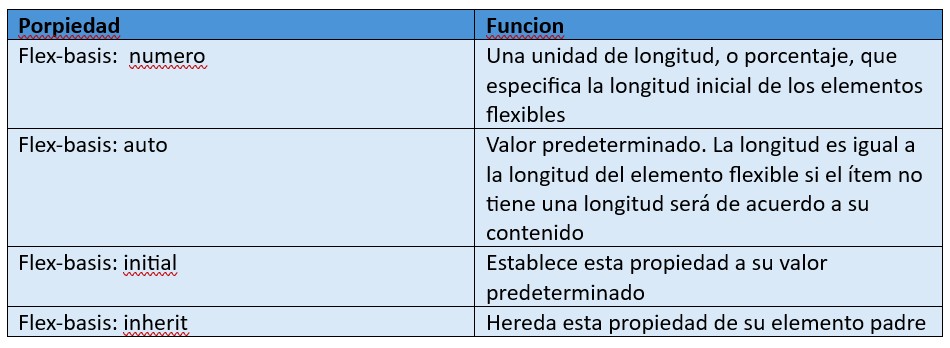 Porpiedad
Funcion
Flex-basis:  numero
Una unidad de longitud, o porcentaje, que
especifica la longitud inicial de los elementos
flexibles
Flex-basis: auto
Valor predeterminado. La longitud es igual a
la longitud del elemento flexible si el ítem no
tiene una longitud será de acuerdo a su
contenido
Flex-basis: initial
Establece esta propiedad a su valor
predeterminado
Flex-basis: inherit
Hereda esta propiedad de su elemento padre